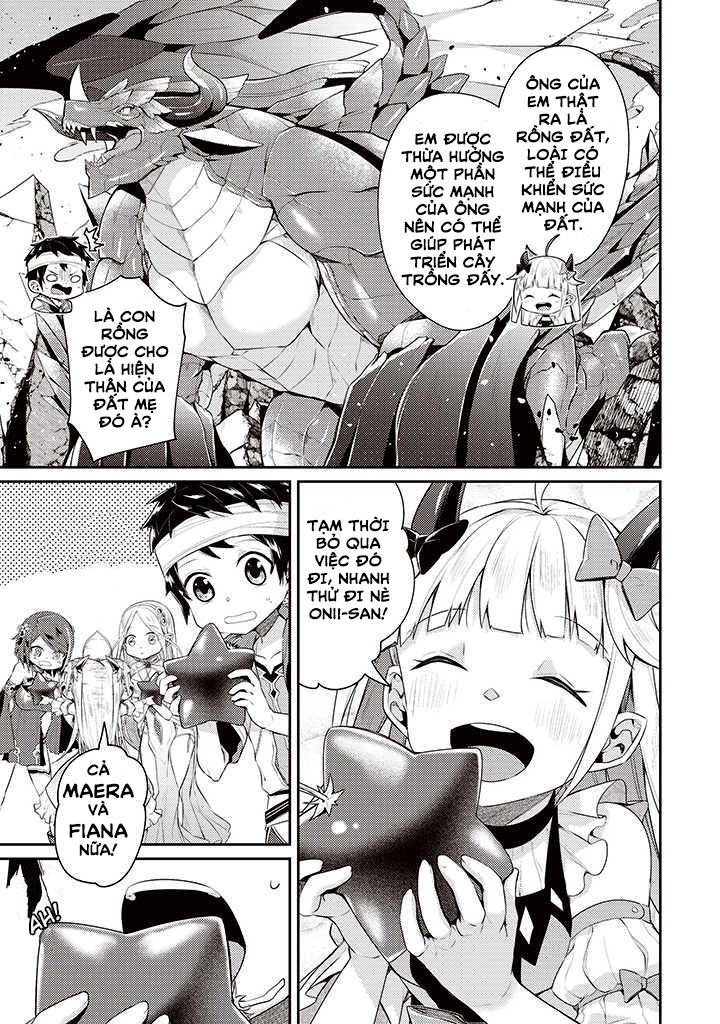 ÔNG CỦA
EM THẬT
RA LÀ
RỒNG ĐẤT,
LOÀI CÓ
THỂ ĐIỀU
KHIỂN SỨC
MẠNH CỦA
ĐẤT.
EM ĐƯỢC
THỪA HƯỞNG
MỘT PHẦN
SỨC MẠNH
CỦA ÔNG
NÊN CÓ THỂ
GIÚP PHÁT
TRIỂN CÂY
TRỒNG ĐẤY.
LÀ CON
RỒNG
ĐƯỢC CHO
LÀ HIỆN
THÂN CỦA
ĐẤT MẸ
ĐÓ À?
TẠM THỜI
BỎ QUA
VIỆC ĐÓ
ĐI, NHANH
THỬ ĐI NÈ
ONII-SAN!
CẢ
MAERA
VÀ
FIANA
NỮA!
AH!